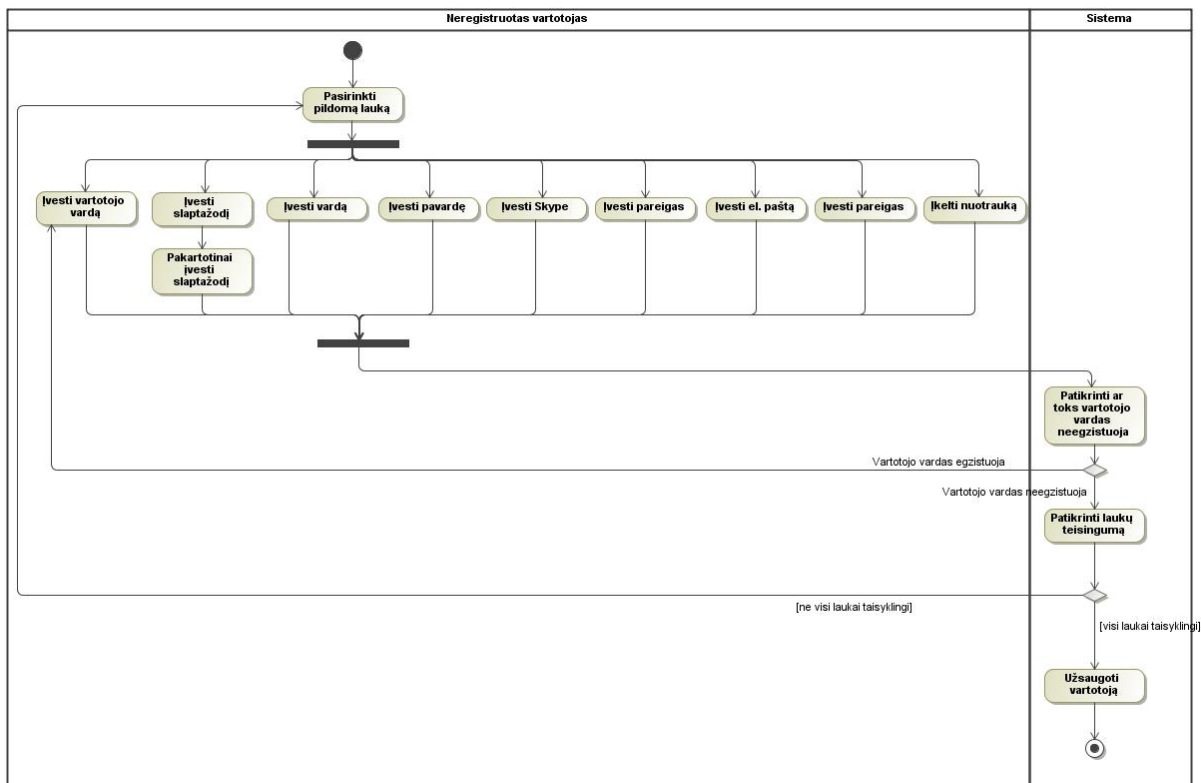 Neregistruotas vartotojas
Sistema
Pasirinkti
pildomą lauką
Įvesti vartotojo
vardą
Įvesti
slaptažodį
Įvesti vardą
Įvesti pavardę
Įvesti Skype
Įvesti pareigas
Įvesti el. paštą
Įvesti pareigas
Įkelti nuotrauką
Pakartotinai
įvesti
slaptažodį
Patikrinti ar
toks vartotojo
vardas
neegzistuoja
Vartotojo vardas egzistuoja
Vartotojo vardas neegzistuoja
Patikrinti laukų
teisingumą
[ne visi laukai taisyklingi]
[visi laukai taisyklingi]
Užsaugoti
vartotoją